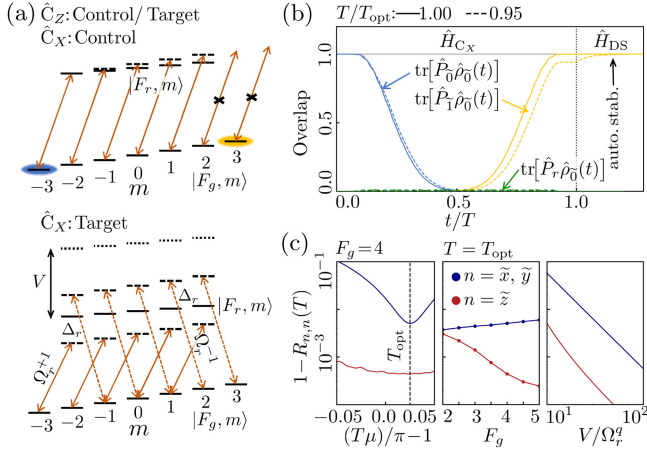 (a) Ĉ_Z: Control/Target
Ĉ_X: Control
|F_r, m⟩
-3 -2 -1 0 1 2 3
m |F_g, m⟩
Ĉ_X: Target
V
Δ_r Δ_r |F_r, m⟩
Ω_r^{+1} Ω_r^{-1}
-3 -2 -1 0 1 2 3
m |F_g, m⟩
(b) T/T_opt: 1.00 0.95
Ĥ_{C_X} Ĥ_DS
1.0
tr[P̂_0̃ ρ̂_0̃(t)]
tr[P̂_1̃ ρ̂_0̃(t)]
Overlap
0.5
auto. stab.
tr[P̂_r ρ̂_0̃(t)]
0.0
0.0 0.5 1.0
t/T
(c) F_g=4 T = T_opt
10^{-1}
n = x̃, ỹ
n = z̃
1−R_{n,n}(T)
T_opt
10^{-3}
-0.05 0.0 0.05 2 3 4 5 10^1 10^2
(Tμ)/π−1 F_g V/Ω_r^q